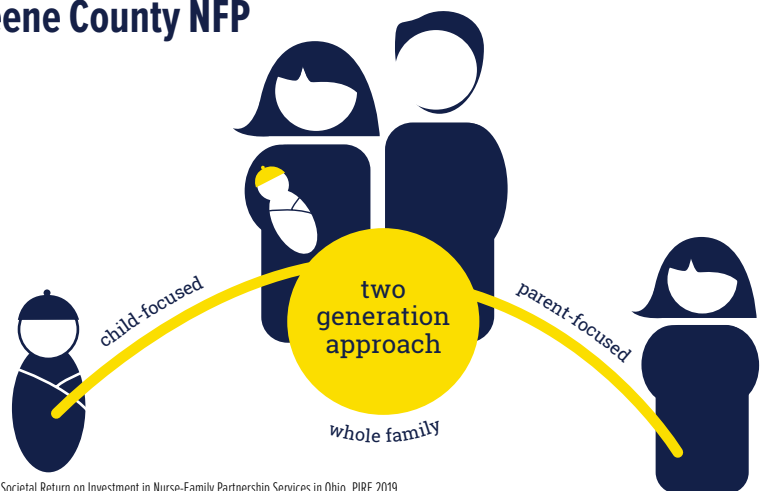 ene County NFP
child-focused
two
generation
approach
parent-focused
whole family
Societal Return on Investment in Nurse-Family Partnership Services in Ohio, PIRE 2019